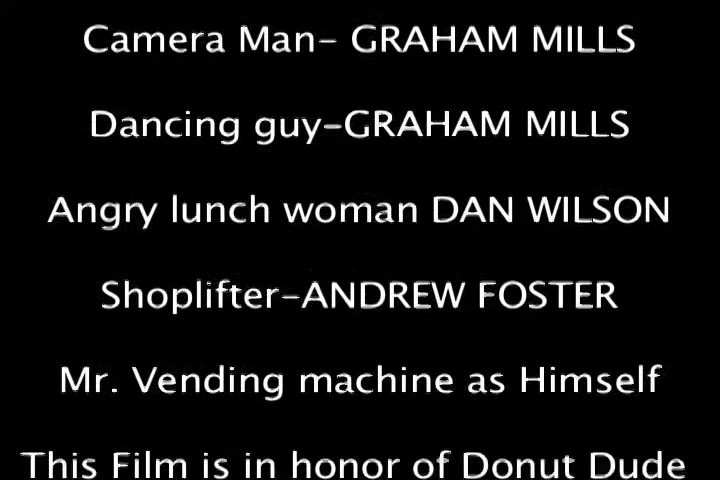 Camera Man- GRAHAM MILLS
Dancing guy-GRAHAM MILLS
Angry lunch woman DAN WILSON
Shoplifter-ANDREW FOSTER
Mr. Vending machine as Himself
This Film is in honor of Donut Dude